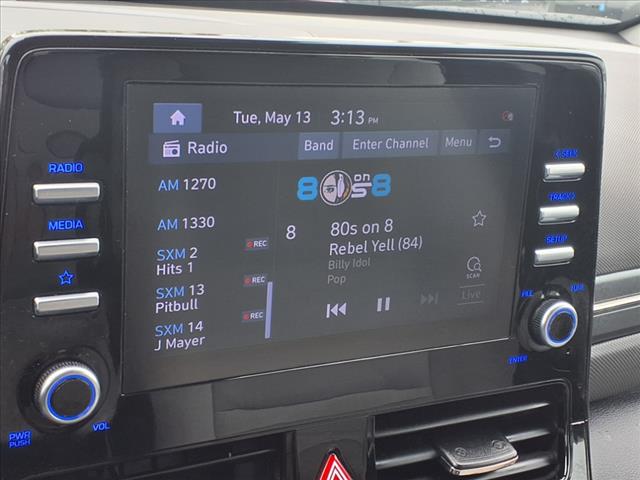 Tue, May 13 3:13 PM
Radio Band Enter Channel Menu
AM 1270
AM 1330
SXM 2 REC
Hits 1
SXM 13 REC
Pitbull
SXM 14 REC
J Mayer
8 on 8
8 80s on 8
Rebel Yell (84)
Billy Idol
Pop
SCAN
Live
RADIO
MEDIA
PWR
PUSH
VOL
SEEK
TRACK
SETUP
TUNE
ENTER